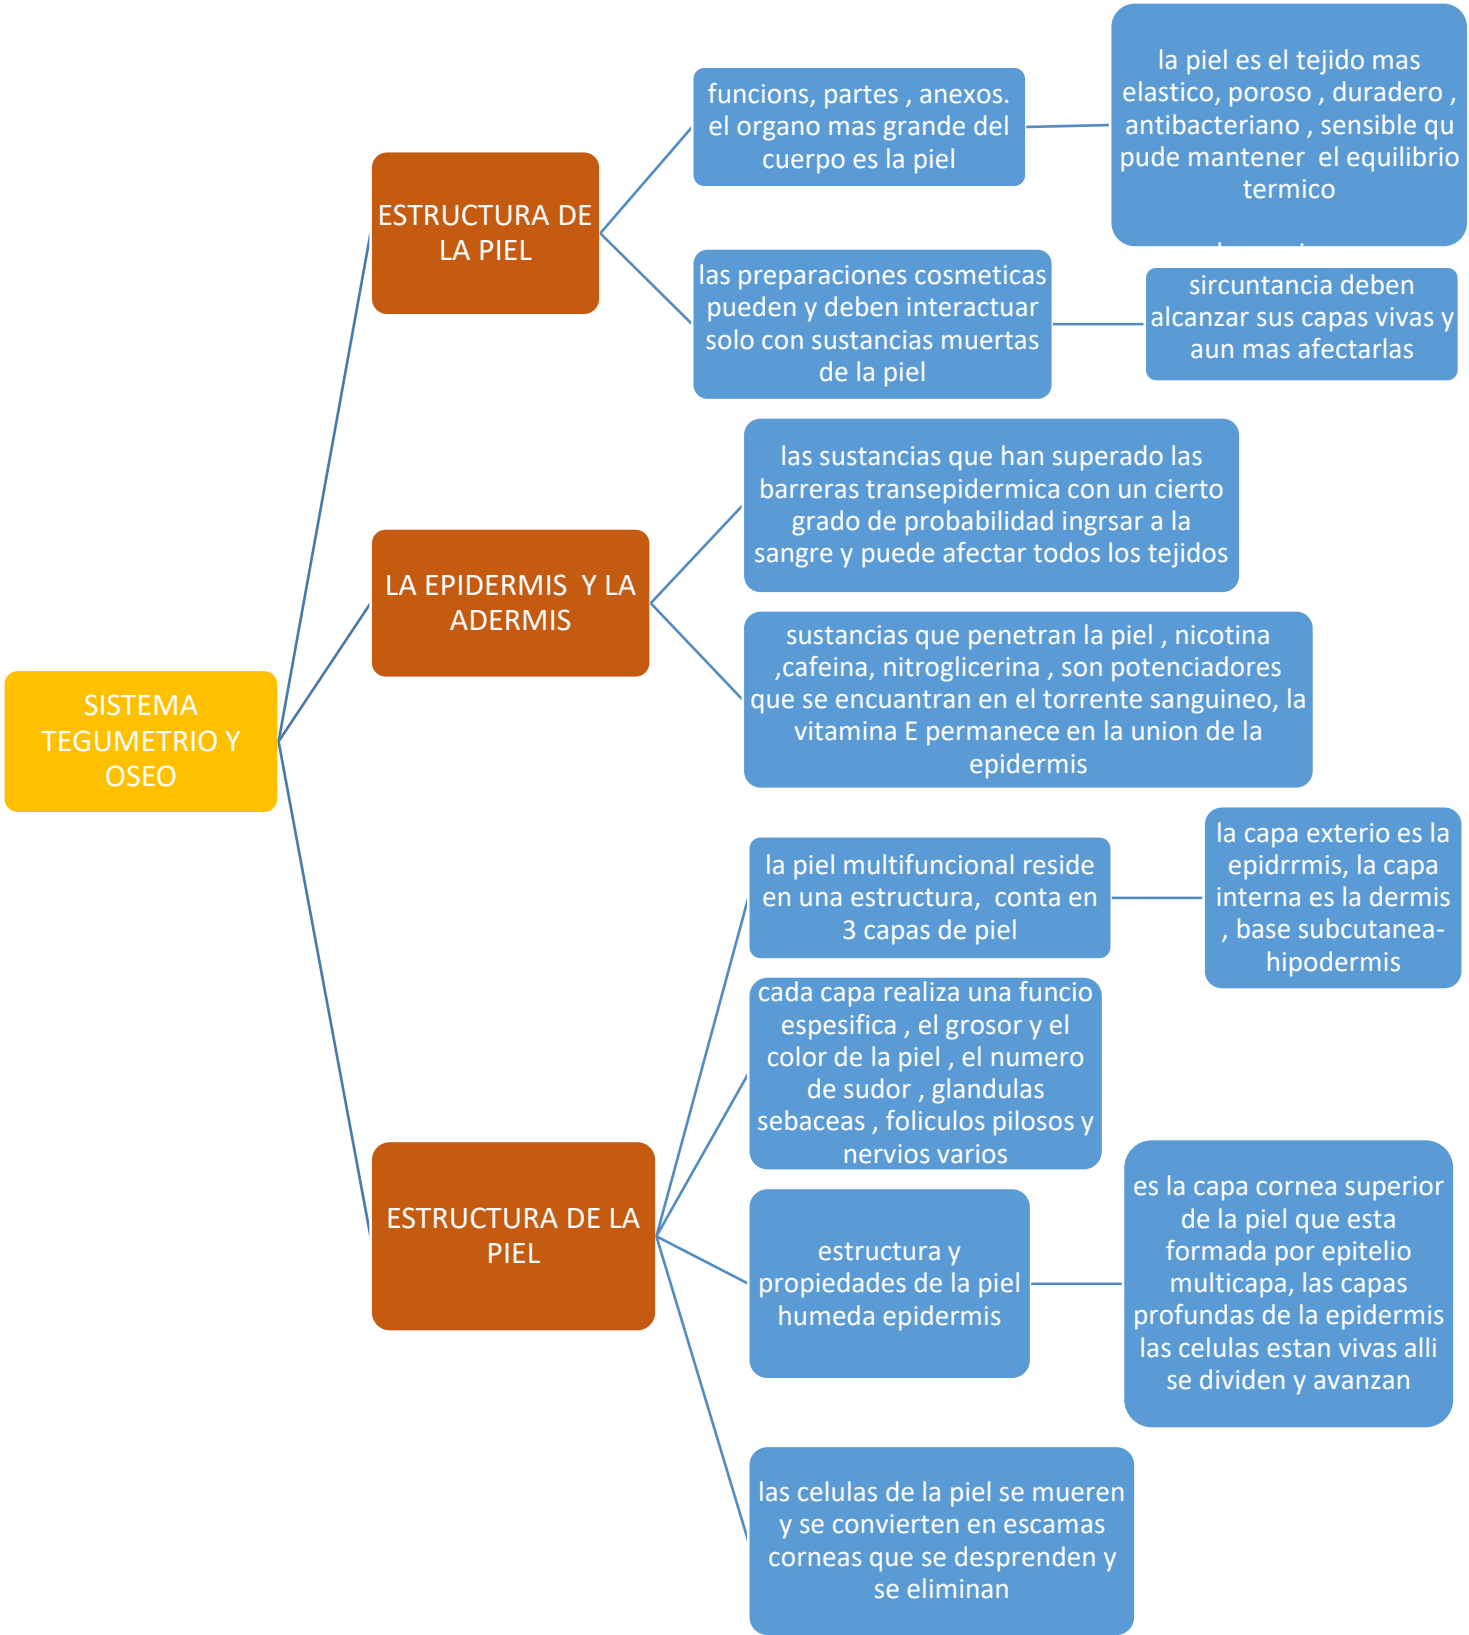 SISTEMA
TEGUMETRIO Y
OSEO
ESTRUCTURA DE
LA PIEL
funcions, partes , anexos.
el organo mas grande del
cuerpo es la piel
la piel es el tejido mas
elastico, poroso , duradero ,
antibacteriano , sensible qu
pude mantener el equilibrio
termico
las preparaciones cosmeticas
pueden y deben interactuar
solo con sustancias muertas
de la piel
sircuntancia deben
alcanzar sus capas vivas y
aun mas afectarlas
LA EPIDERMIS Y LA
ADERMIS
las sustancias que han superado las
barreras transepidermica con un cierto
grado de probabilidad ingrsar a la
sangre y puede afectar todos los tejidos
sustancias que penetran la piel , nicotina
,cafeina, nitroglicerina , son potenciadores
que se encuantran en el torrente sanguineo, la
vitamina E permanece en la union de la
epidermis
ESTRUCTURA DE LA
PIEL
la piel multifuncional reside
en una estructura, conta en
3 capas de piel
la capa exterio es la
epidrrmis, la capa
interna es la dermis
, base subcutanea-
hipodermis
cada capa realiza una funcio
espesifica , el grosor y el
color de la piel , el numero
de sudor , glandulas
sebaceas , foliculos pilosos y
nervios varios
estructura y
propiedades de la piel
humeda epidermis
es la capa cornea superior
de la piel que esta
formada por epitelio
multicapa, las capas
profundas de la epidermis
las celulas estan vivas alli
se dividen y avanzan
las celulas de la piel se mueren
y se convierten en escamas
corneas que se desprenden y
se eliminan